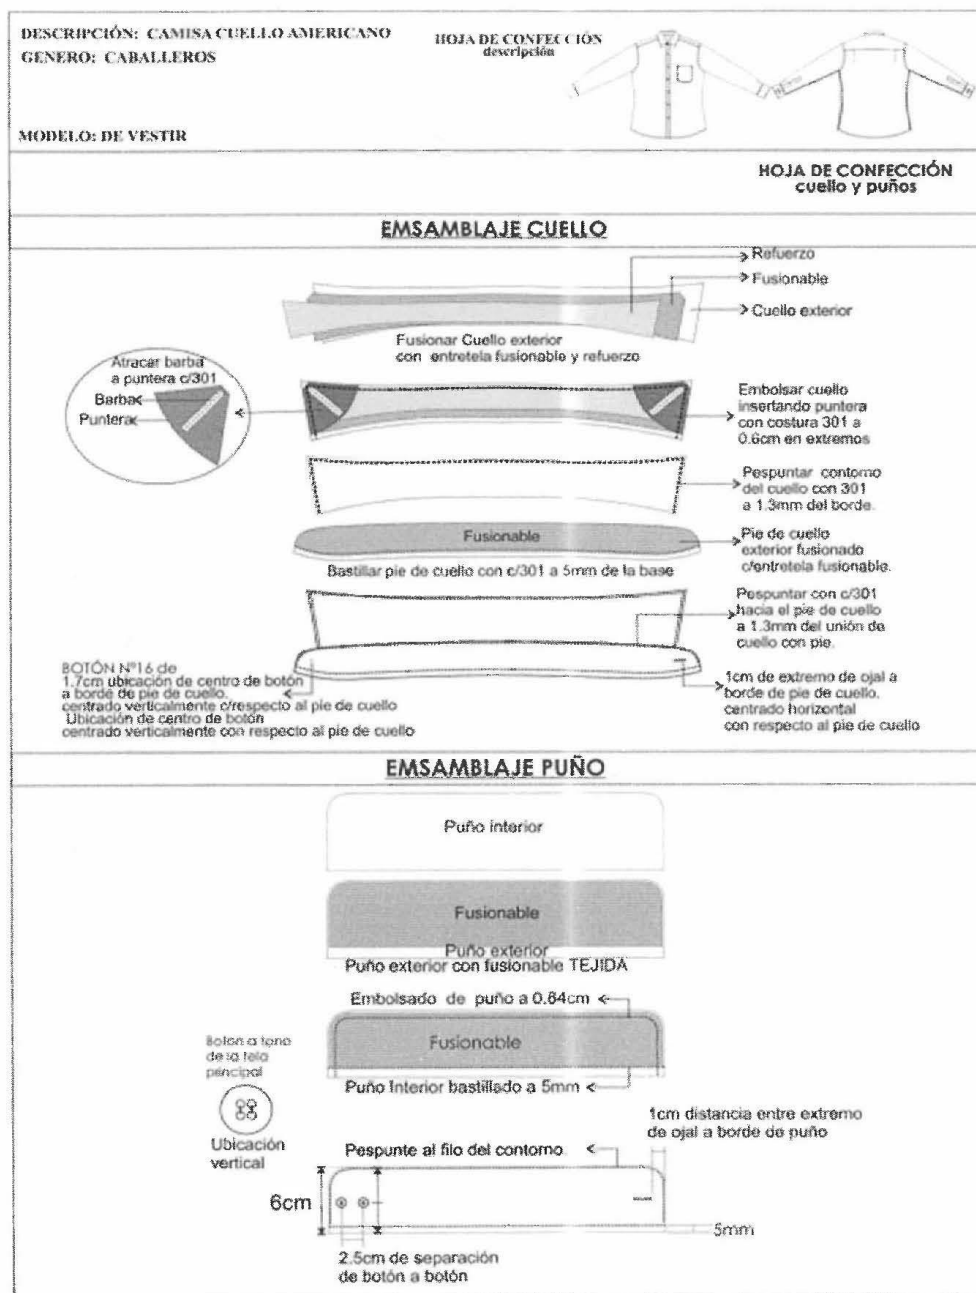 DESCRIPCIÓN: CAMISA CUELLO AMERICANO
GENERO: CABALLEROS
MODELO: DE VESTIR
HOJA DE CONFECCIÓN
descripción
HOJA DE CONFECCIÓN
cuello y puños
EMSAMBLAJE CUELLO
Refuerzo
Fusionable
Cuello exterior
Fusionar Cuello exterior
con entretela fusionable y refuerzo
Atracar barba
a puntera c/301
Barba
Puntera
Embolsar cuello
insertando puntera
con costura 301 a
0.6cm en extremos
Pespuntar contorno
del cuello con 301
a 1.3mm del borde.
Fusionable
Pie de cuello
exterior fusionado
c/entretela fusionable.
Bastillar pie de cuello con c/301 a 5mm de la base
Pespuntar con c/301
hacia el pie de cuello
a 1.3mm del unión de
cuello con pie.
BOTÓN Nº16 de
1.7cm ubicación de centro de botón
a borde de pie de cuello.
centrado verticalmente c/respecto al pie de cuello
Ubicación de centro de botón
centrado verticalmente con respecto al pie de cuello
1cm de extremo de ojal a
borde de pie de cuello.
centrado horizontal
con respecto al pie de cuello
EMSAMBLAJE PUÑO
Puño interior
Fusionable
Puño exterior
Puño exterior con fusionable TEJIDA
Embolsado de puño a 0.64cm
Fusionable
Puño Interior bastillado a 5mm
Botón a tono
de la tela
principal
Ubicación
vertical
1cm distancia entre extremo
de ojal a borde de puño
Pespunte al filo del contorno
6cm
5mm
2.5cm de separación
de botón a botón